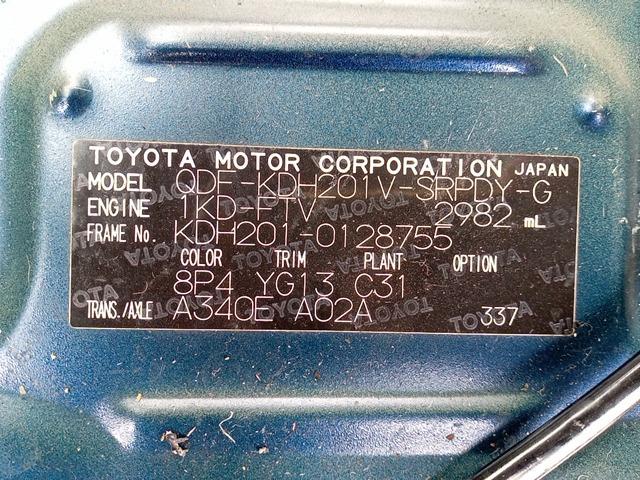 TOYOTA MOTOR CORPORATION JAPAN
MODEL QDF-KDH201V-SRPDY-G
ENGINE 1KD-FTV 2982 mL
FRAME No. KDH201-0128755
COLOR TRIM PLANT OPTION
8P4 YG13 C31
TRANS./AXLE A340E A02A 337